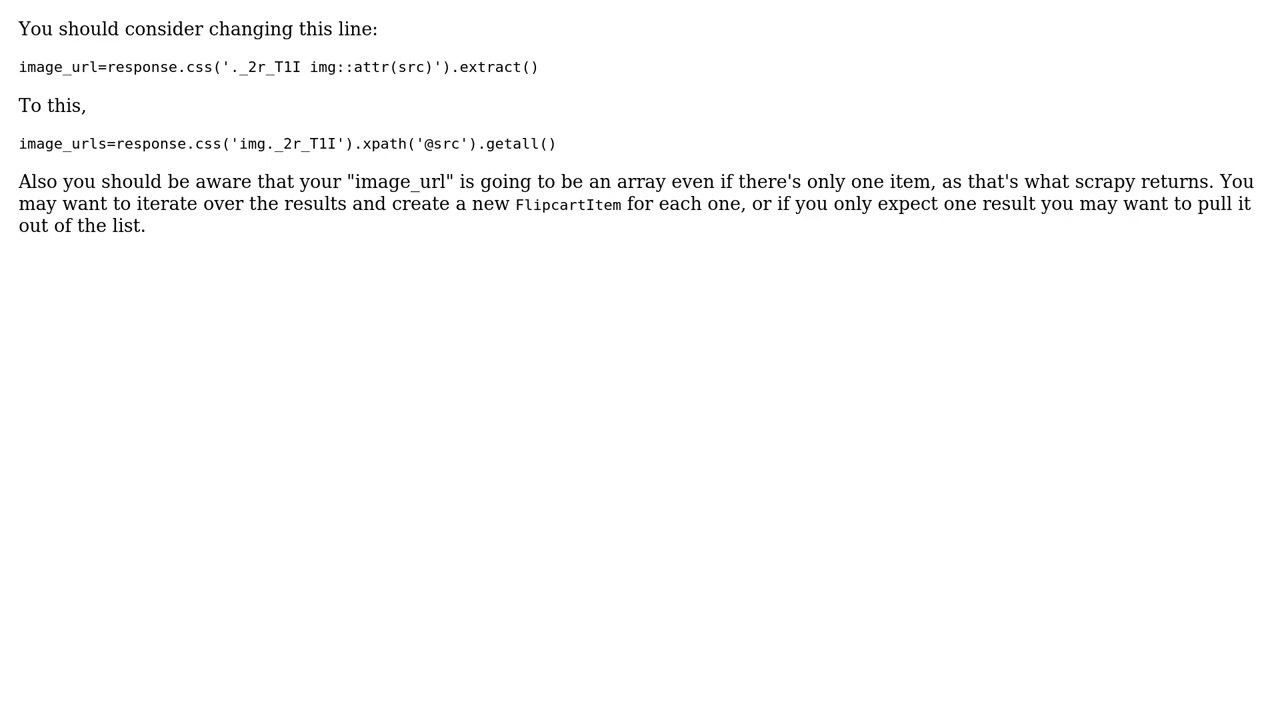 You should consider changing this line:
image_url=response.css('._2r_T1I img::attr(src)').extract()
To this,
image_urls=response.css('img._2r_T1I').xpath('@src').getall()
Also you should be aware that your "image_url" is going to be an array even if there's only one item, as that's what scrapy returns. You
may want to iterate over the results and create a new FlipcartItem for each one, or if you only expect one result you may want to pull it
out of the list.